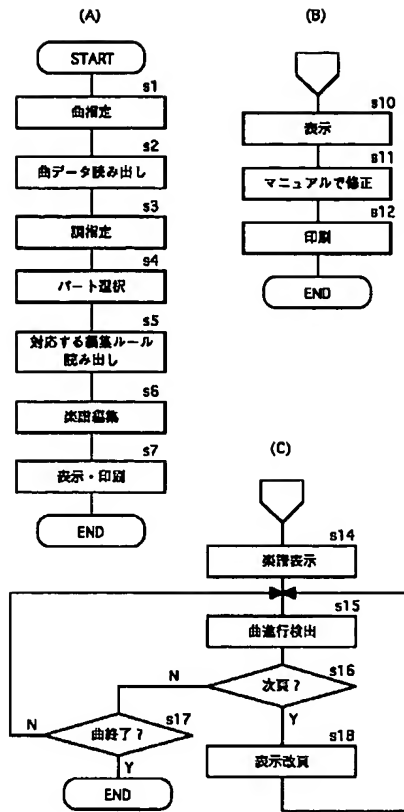 (A)
START
s1
曲指定
s2
曲データ読み出し
s3
調指定
s4
パート選択
s5
対応する編集ルール
読み出し
s6
楽譜編集
s7
表示・印刷
END
(B)
s10
表示
s11
マニュアルで修正
s12
印刷
END
(C)
s14
楽譜表示
s15
曲進行検出
s16
次頁?
N
Y
s17
曲終了?
N
Y
END
s18
表示改頁